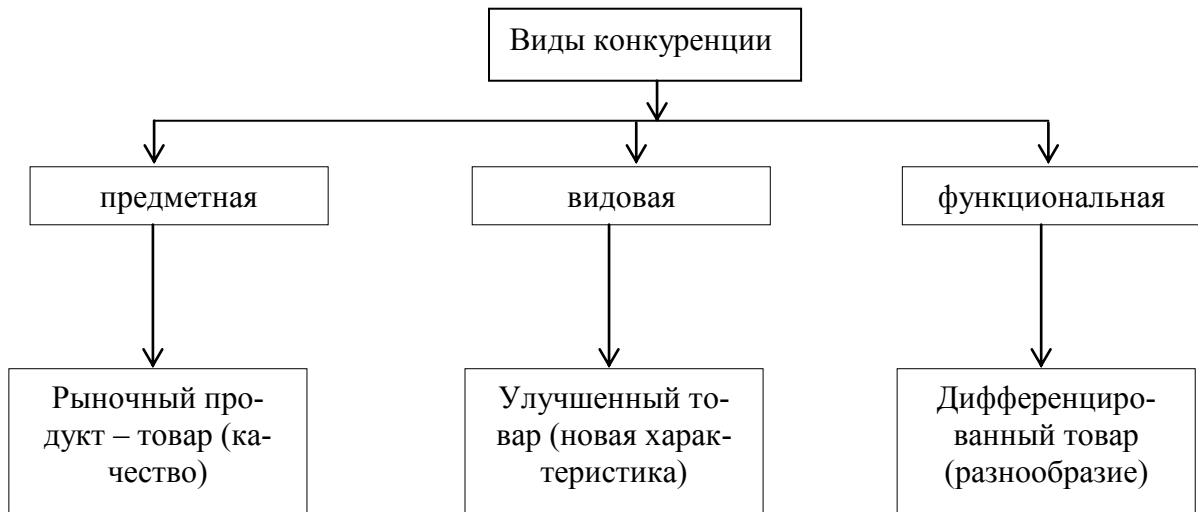 Виды конкуренции
предметная
видовая
функциональная
Рыночный про-
дукт – товар (ка-
чество)
Улучшенный то-
вар (новая харак-
теристика)
Дифференциро-
ванный товар
(разнообразие)